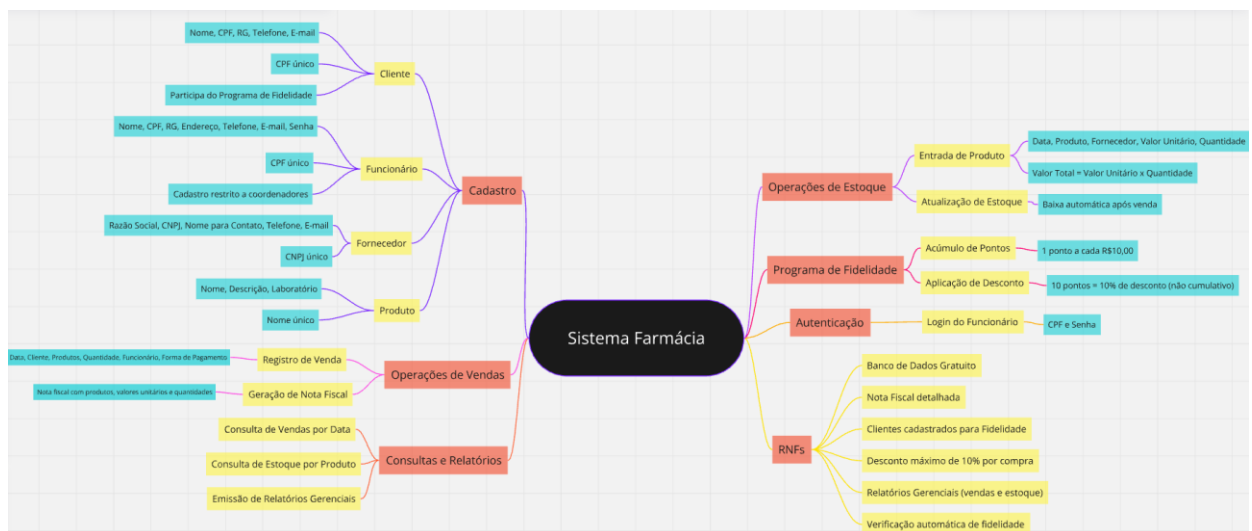 Nome, CPF, RG, Telefone, E-mail
CPF único
Cliente
Participa do Programa de Fidelidade
Nome, CPF, RG, Endereço, Telefone, E-mail, Senha
CPF único
Funcionário
Cadastro restrito a coordenadores
Cadastro
Razão Social, CNPJ, Nome para Contato, Telefone, E-mail
Fornecedor
CNPJ único
Nome, Descrição, Laboratório
Produto
Nome único
Data, Cliente, Produtos, Quantidade, Funcionário, Forma de Pagamento
Registro de Venda
Operações de Vendas
Nota fiscal com produtos, valores unitários e quantidades
Geração de Nota Fiscal
Consulta de Vendas por Data
Consulta de Estoque por Produto
Consultas e Relatórios
Emissão de Relatórios Gerenciais
Sistema Farmácia
Operações de Estoque
Entrada de Produto
Data, Produto, Fornecedor, Valor Unitário, Quantidade
Valor Total = Valor Unitário x Quantidade
Atualização de Estoque
Baixa automática após venda
Programa de Fidelidade
Acúmulo de Pontos
1 ponto a cada R$10,00
Aplicação de Desconto
10 pontos = 10% de desconto (não cumulativo)
Autenticação
Login do Funcionário
CPF e Senha
RNFs
Banco de Dados Gratuito
Nota Fiscal detalhada
Clientes cadastrados para Fidelidade
Desconto máximo de 10% por compra
Relatórios Gerenciais (vendas e estoque)
Verificação automática de fidelidade